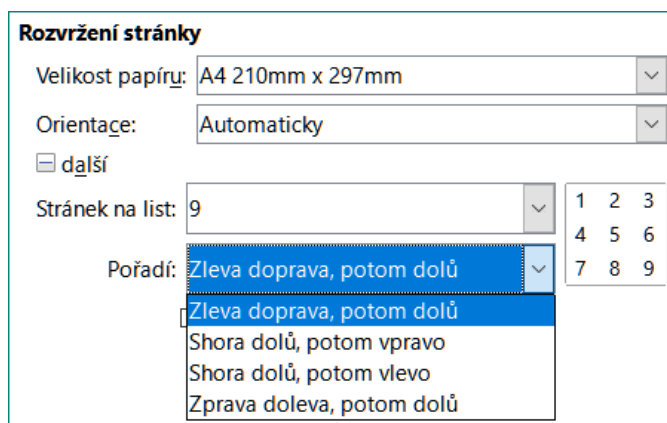 Rozvržení stránky
Velikost papíru: A4 210mm x 297mm
Orientace: Automaticky
další
Stránek na list: 9
1 2 3
4 5 6
7 8 9
Pořadí: Zleva doprava, potom dolů
Zleva doprava, potom dolů
Shora dolů, potom vpravo
Shora dolů, potom vlevo
Zprava doleva, potom dolů